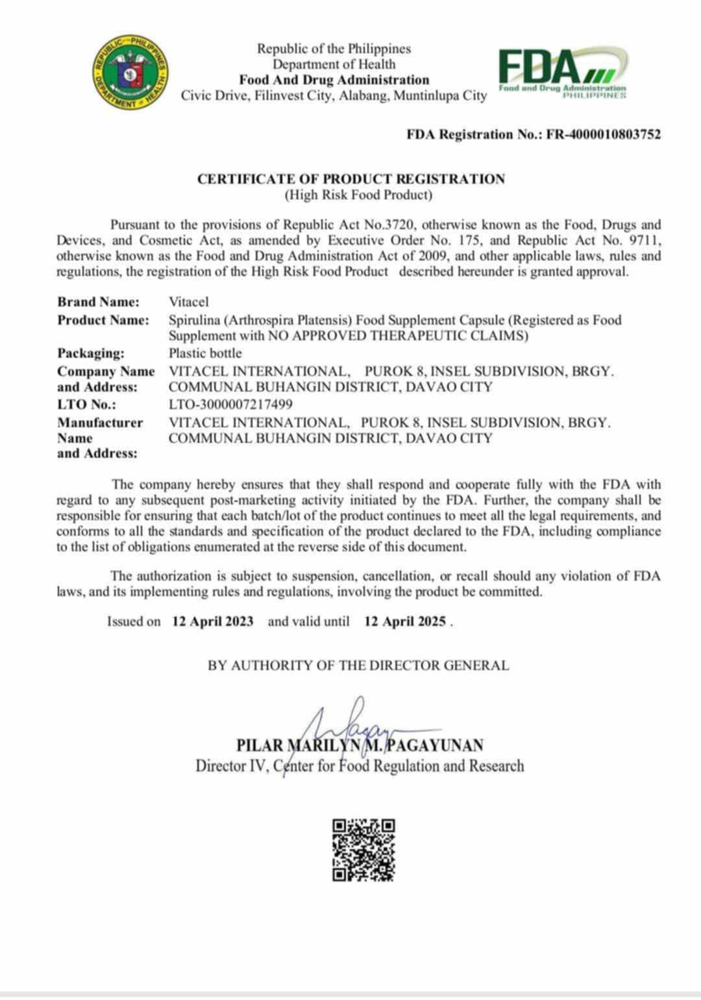 REPUBLIC OF THE PHILIPPINES
DEPARTMENT OF HEALTH
Republic of the Philippines
Department of Health
Food And Drug Administration
Civic Drive, Filinvest City, Alabang, Muntinlupa City
FDA
Food and Drug Administration
PHILIPPINES
FDA Registration No.: FR-4000010803752
CERTIFICATE OF PRODUCT REGISTRATION
(High Risk Food Product)
Pursuant to the provisions of Republic Act No.3720, otherwise known as the Food, Drugs and
Devices, and Cosmetic Act, as amended by Executive Order No. 175, and Republic Act No. 9711,
otherwise known as the Food and Drug Administration Act of 2009, and other applicable laws, rules and
regulations, the registration of the High Risk Food Product described hereunder is granted approval.
Brand Name: Vitacel
Product Name: Spirulina (Arthrospira Platensis) Food Supplement Capsule (Registered as Food
Supplement with NO APPROVED THERAPEUTIC CLAIMS)
Packaging: Plastic bottle
Company Name VITACEL INTERNATIONAL, PUROK 8, INSEL SUBDIVISION, BRGY.
and Address: COMMUNAL BUHANGIN DISTRICT, DAVAO CITY
LTO No.: LTO-3000007217499
Manufacturer VITACEL INTERNATIONAL, PUROK 8, INSEL SUBDIVISION, BRGY.
Name COMMUNAL BUHANGIN DISTRICT, DAVAO CITY
and Address:
The company hereby ensures that they shall respond and cooperate fully with the FDA with
regard to any subsequent post-marketing activity initiated by the FDA. Further, the company shall be
responsible for ensuring that each batch/lot of the product continues to meet all the legal requirements, and
conforms to all the standards and specification of the product declared to the FDA, including compliance
to the list of obligations enumerated at the reverse side of this document.
The authorization is subject to suspension, cancellation, or recall should any violation of FDA
laws, and its implementing rules and regulations, involving the product be committed.
Issued on 12 April 2023 and valid until 12 April 2025 .
BY AUTHORITY OF THE DIRECTOR GENERAL
PILAR MARILYN M. PAGAYUNAN
Director IV, Center for Food Regulation and Research